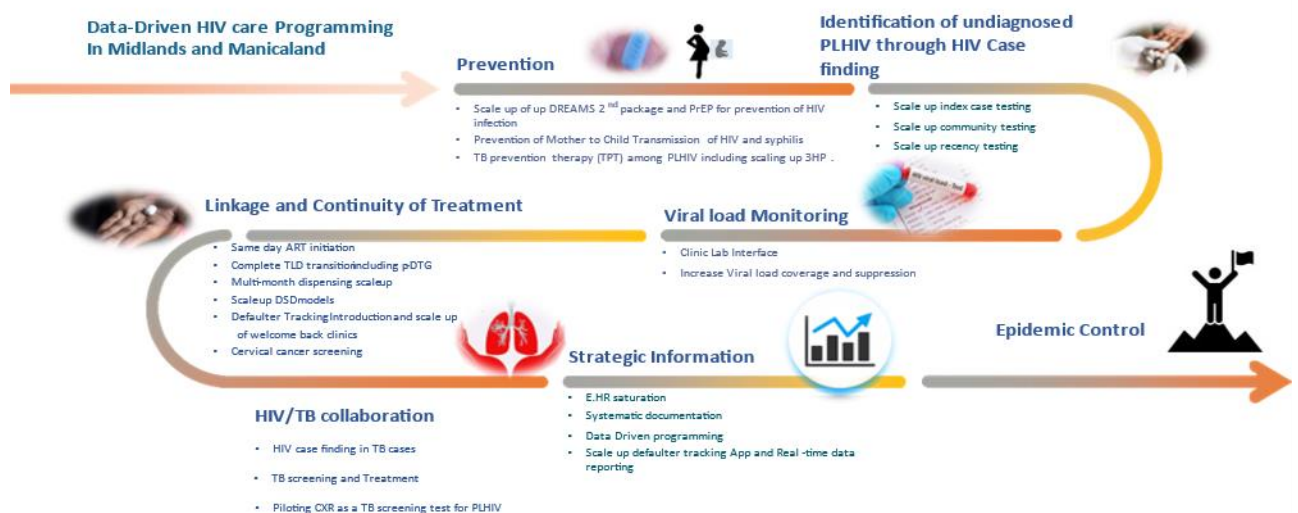 Data-Driven HIV care Programming
In Midlands and Manicaland
Prevention
• Scale up of up DREAMS 2nd package and PrEP for prevention of HIV
infection
• Prevention of Mother to Child Transmission of HIV and syphilis
• TB prevention therapy (TPT) among PLHIV including scaling up 3HP .
Identification of undiagnosed
PLHIV through HIV Case
finding
• Scale up index case testing
• Scale up community testing
• Scale up recency testing
Viral load Monitoring
HIV viral load - Test
• Clinic Lab Interface
• Increase Viral load coverage and suppression
Linkage and Continuity of Treatment
• Same day ART initiation
• Complete TLD transitionincluding pDTG
• Multi-month dispensing scaleup
• Scaleup DSDmodels
• Defaulter TrackingIntroductionand scale up
of welcome back clinics
• Cervical cancer screening
HIV/TB collaboration
• HIV case finding in TB cases
• TB screening and Treatment
• Piloting CXR as a TB screening test for PLHIV
Strategic Information
• E.HR saturation
• Systematic documentation
• Data Driven programming
• Scale up defaulter tracking App and Real -time data
reporting
Epidemic Control